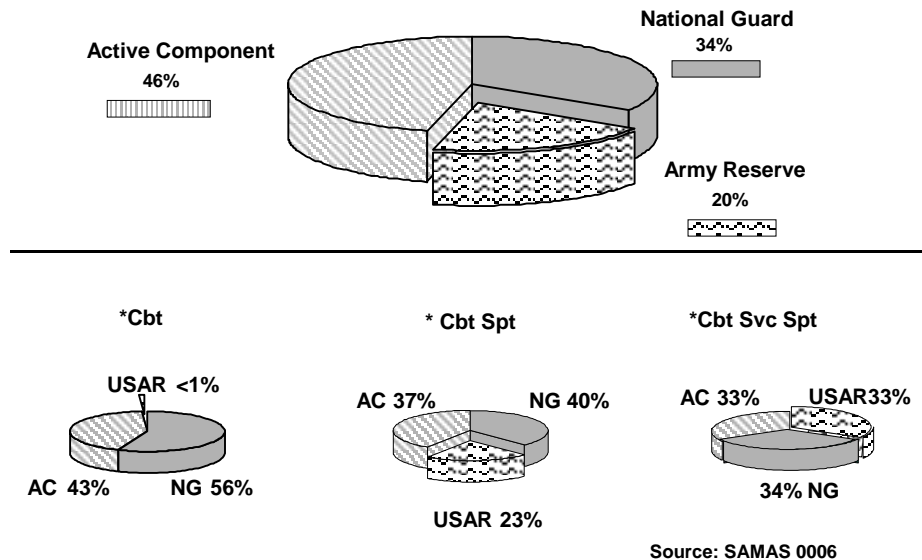 National Guard
34%
Active Component
46%
Army Reserve
20%
*Cbt
* Cbt Spt
*Cbt Svc Spt
USAR <1%
AC 43%
NG 56%
AC 37%
NG 40%
USAR 23%
AC 33%
USAR33%
34% NG
Source: SAMAS 0006